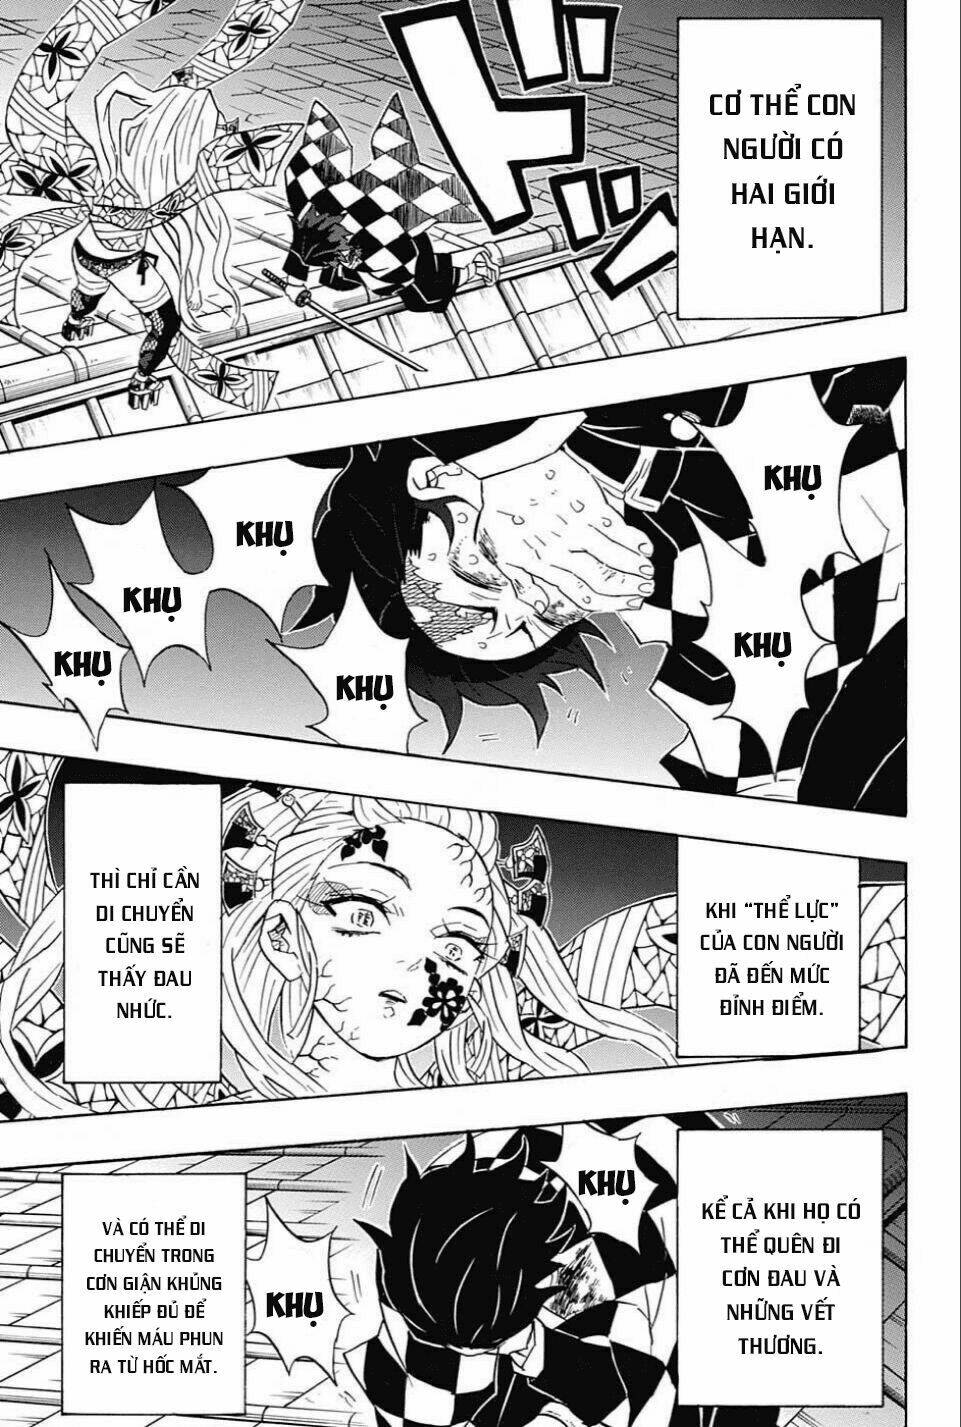 CƠ THỂ CON
NGƯỜI CÓ
HAI GIỚI
HẠN.
ドドド
KHỤ
KHỤ
KHỤ
KHỤ
KHỤ
KHỤ
KHI “THỂ LỰC”
CỦA CON NGƯỜI
ĐÃ ĐẾN MỨC
ĐỈNH ĐIỂM.
THÌ CHỈ CẦN
DI CHUYỂN
CŨNG SẼ
THẤY ĐAU
NHỨC.
KỂ CẢ KHI HỌ CÓ
THỂ QUÊN ĐI
CƠN ĐAU VÀ
NHỮNG VẾT
THƯƠNG.
KHỤ
KHỤ
VÀ CÓ THỂ DI
CHUYỂN TRONG
CƠN GIẬN KHỦNG
KHIẾP ĐỦ ĐỂ
KHIẾN MÁU PHUN
RA TỪ HỐC MẮT.